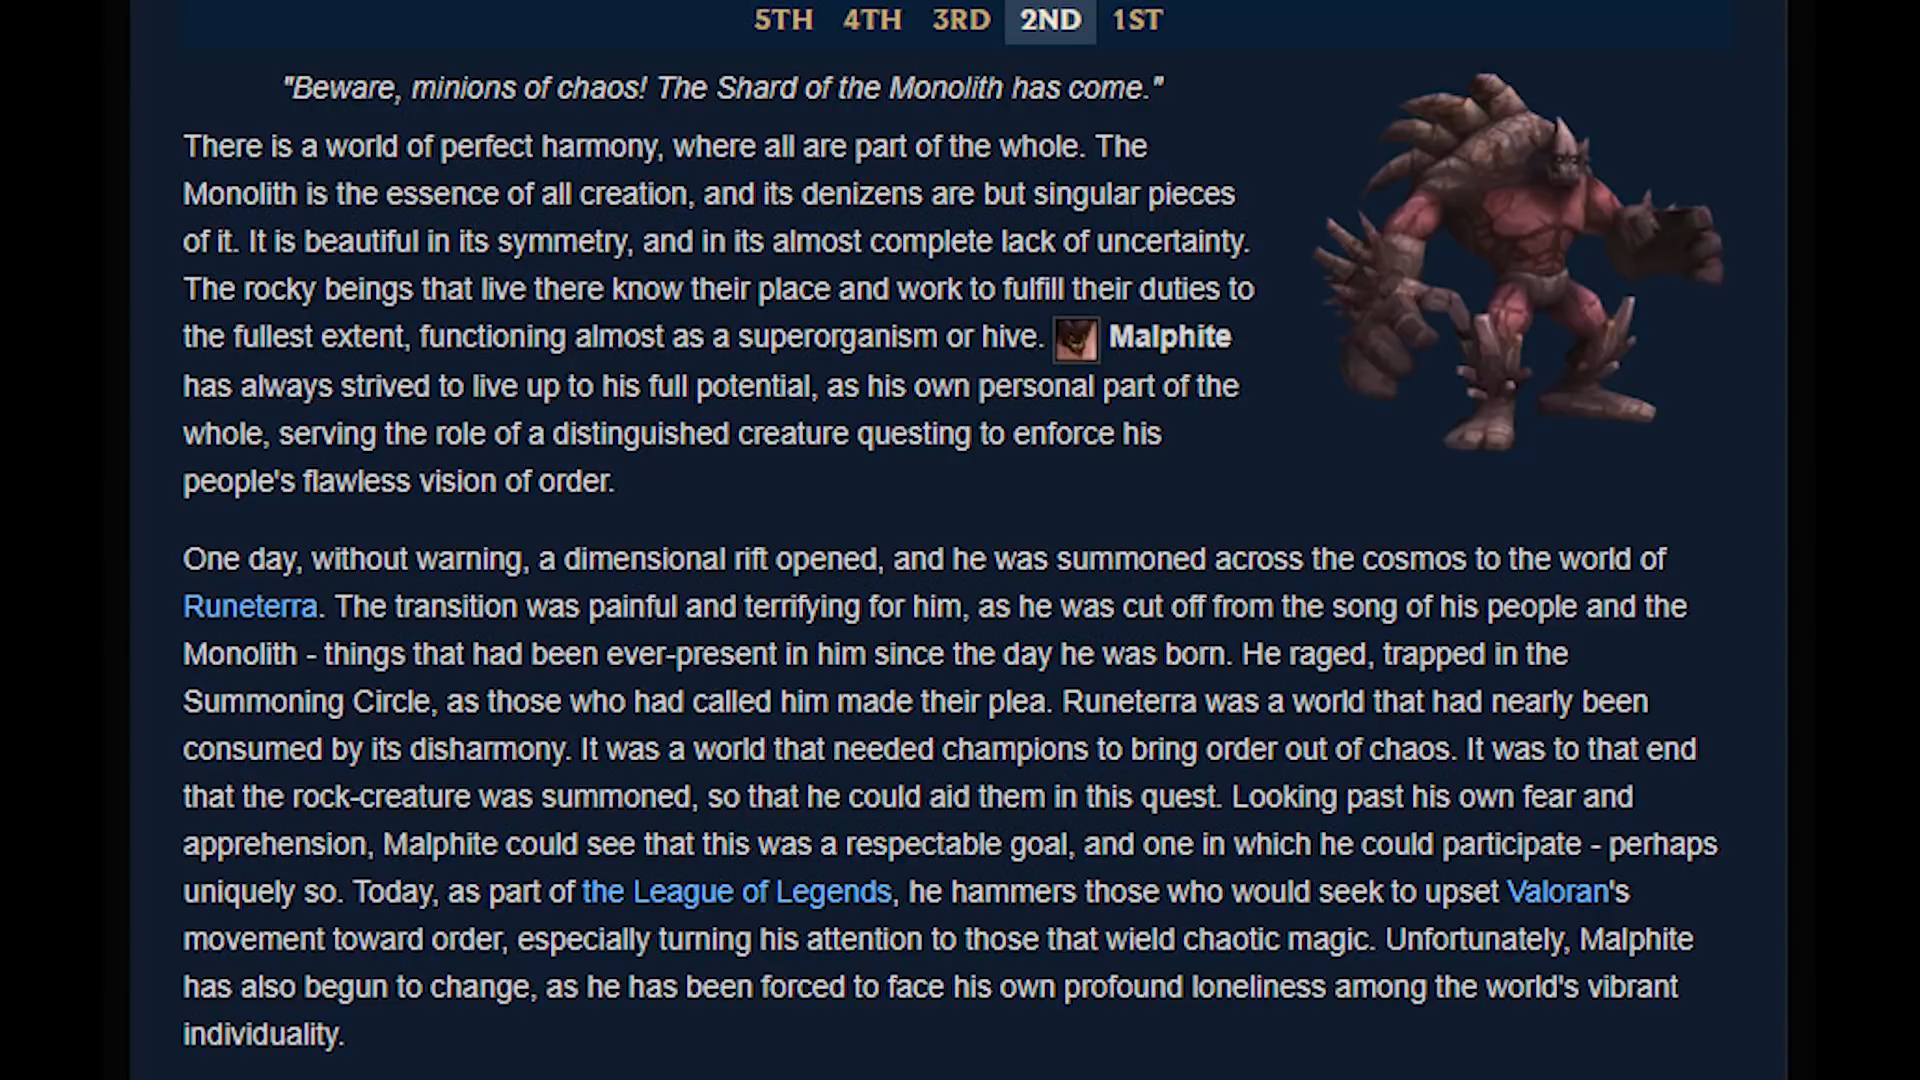 5TH 4TH 3RD 2ND 1ST
"Beware, minions of chaos! The Shard of the Monolith has come."
There is a world of perfect harmony, where all are part of the whole. The
Monolith is the essence of all creation, and its denizens are but singular pieces
of it. It is beautiful in its symmetry, and in its almost complete lack of uncertainty.
The rocky beings that live there know their place and work to fulfill their duties to
the fullest extent, functioning almost as a superorganism or hive. Malphite
has always strived to live up to his full potential, as his own personal part of the
whole, serving the role of a distinguished creature questing to enforce his
people's flawless vision of order.
One day, without warning, a dimensional rift opened, and he was summoned across the cosmos to the world of
Runeterra. The transition was painful and terrifying for him, as he was cut off from the song of his people and the
Monolith - things that had been ever-present in him since the day he was born. He raged, trapped in the
Summoning Circle, as those who had called him made their plea. Runeterra was a world that had nearly been
consumed by its disharmony. It was a world that needed champions to bring order out of chaos. It was to that end
that the rock-creature was summoned, so that he could aid them in this quest. Looking past his own fear and
apprehension, Malphite could see that this was a respectable goal, and one in which he could participate - perhaps
uniquely so. Today, as part of the League of Legends, he hammers those who would seek to upset Valoran's
movement toward order, especially turning his attention to those that wield chaotic magic. Unfortunately, Malphite
has also begun to change, as he has been forced to face his own profound loneliness among the world's vibrant
individuality.